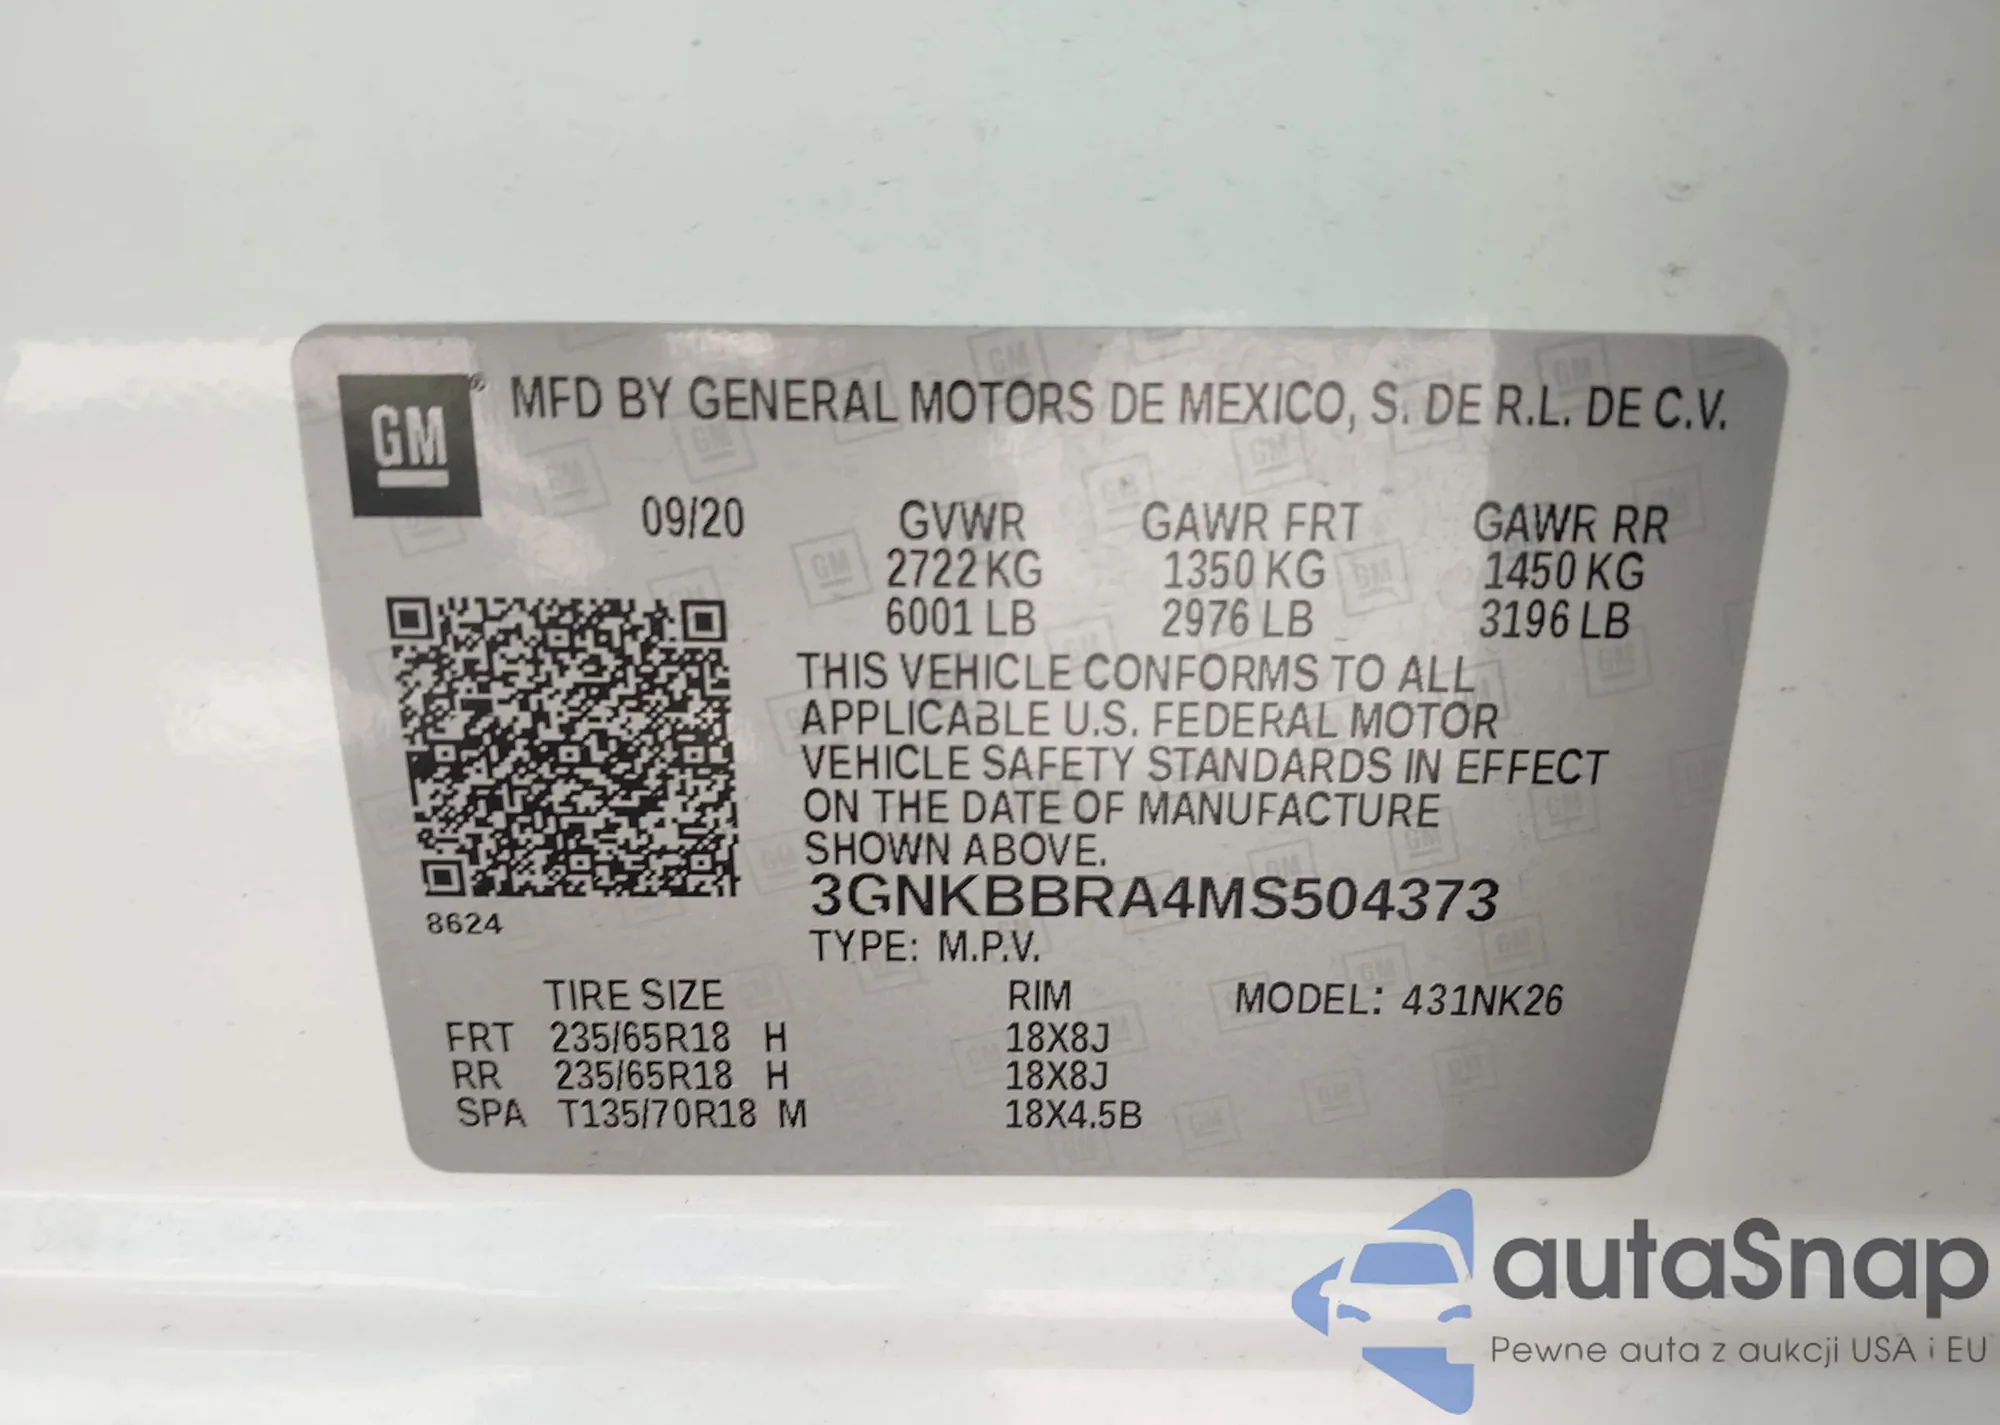 GM® MFD BY GENERAL MOTORS DE MEXICO, S. DE R.L. DE C.V.
09/20 GVWR GAWR FRT GAWR RR
2722 KG 1350 KG 1450 KG
6001 LB 2976 LB 3196 LB
THIS VEHICLE CONFORMS TO ALL
APPLICABLE U.S. FEDERAL MOTOR
VEHICLE SAFETY STANDARDS IN EFFECT
ON THE DATE OF MANUFACTURE
SHOWN ABOVE.
3GNKBBRA4MS504373
8624
TYPE: M.P.V.
TIRE SIZE RIM MODEL: 431NK26
FRT 235/65R18 H 18X8J
RR 235/65R18 H 18X8J
SPA T135/70R18 M 18X4.5B
autaSnap
Pewne auta z aukcji USA i EU